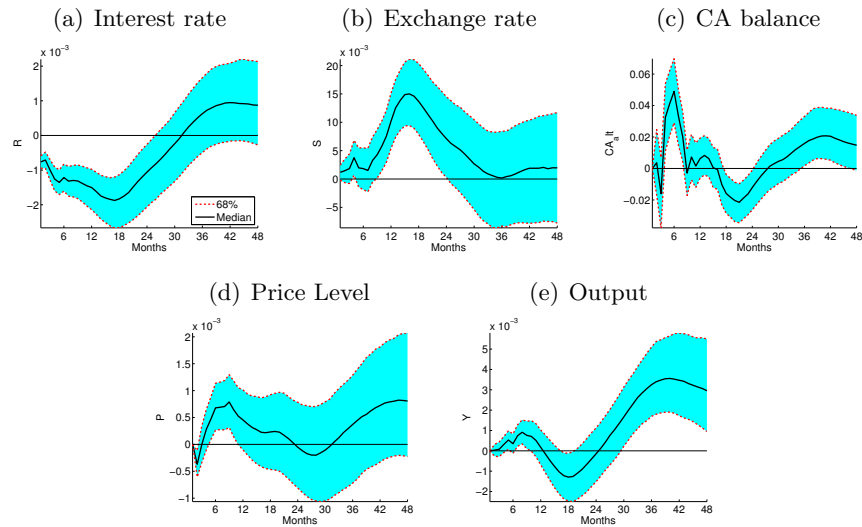 (a) Interest rate
x 10⁻³
2
1
0
−1
−2
R
6 12 18 24 30 36 42 48
Months
68%
Median
(b) Exchange rate
x 10⁻³
20
15
10
5
0
−5
S
6 12 18 24 30 36 42 48
Months
(c) CA balance
0.06
0.04
0.02
0
−0.02
CAₐlt
6 12 18 24 30 36 42 48
Months
(d) Price Level
x 10⁻³
2
1.5
1
0.5
0
−0.5
−1
P
6 12 18 24 30 36 42 48
Months
(e) Output
x 10⁻³
5
4
3
2
1
0
−1
−2
Y
6 12 18 24 30 36 42 48
Months